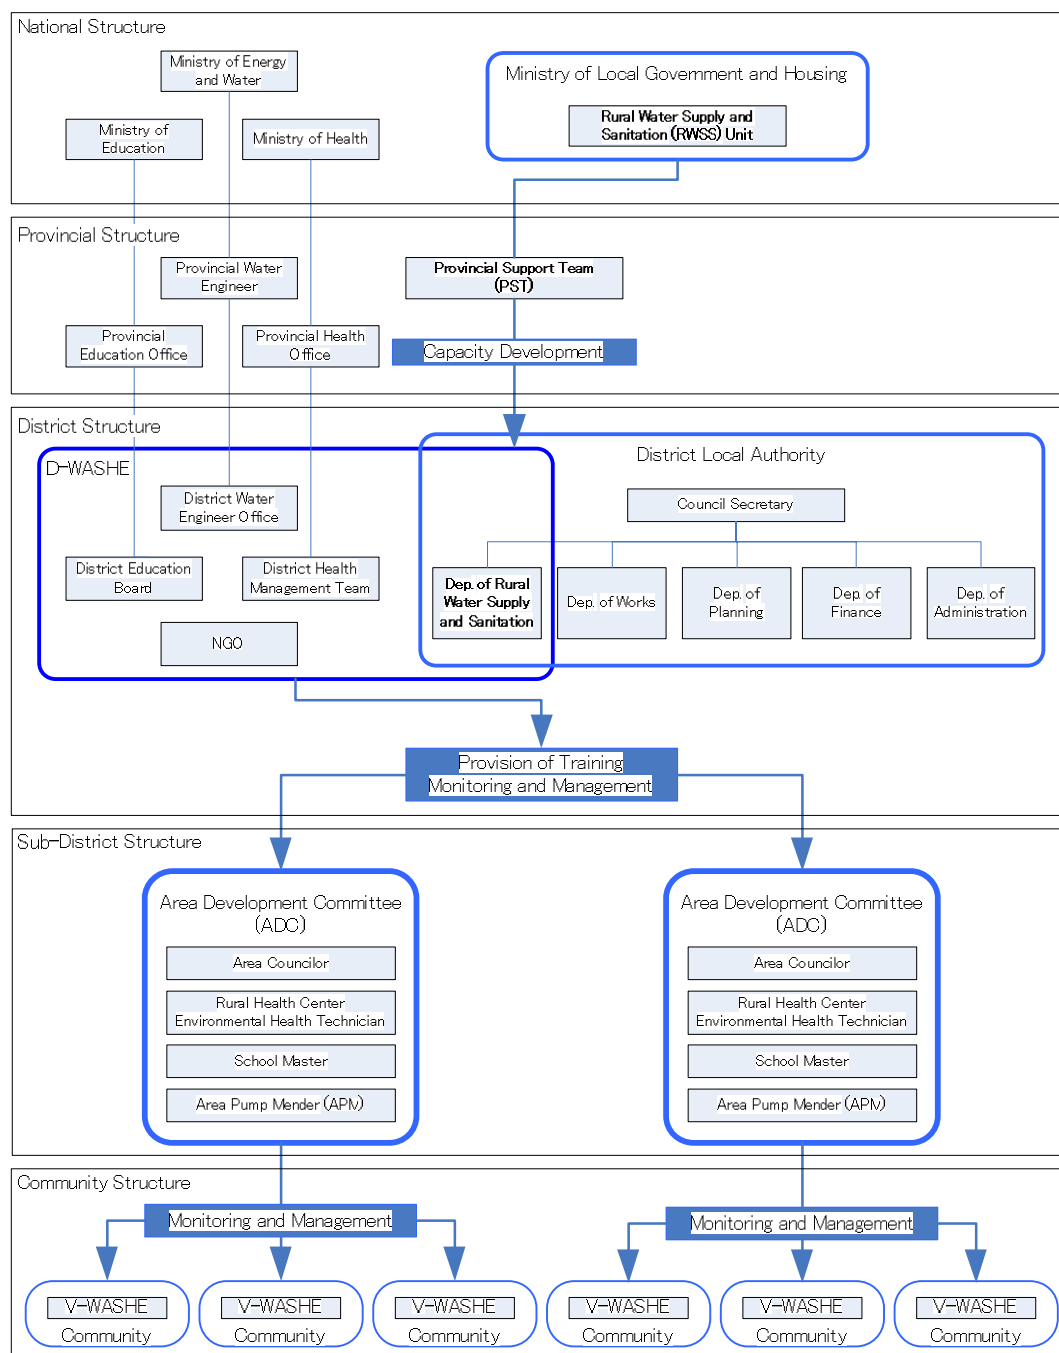 National Structure
Ministry of Energy
and Water
Ministry of Local Government and Housing
Ministry of
Education
Ministry of Health
Rural Water Supply and
Sanitation (RWSS) Unit
Provincial Structure
Provincial Water
Engineer
Provincial Support Team
(PST)
Provincial
Education Office
Provincial Health
Office
Capacity Development
District Structure
D-WASHE
District Local Authority
District Water
Engineer Office
Council Secretary
District Education
Board
District Health
Management Team
Dep. of Rural
Water Supply
and Sanitation
Dep. of Works
Dep. of
Planning
Dep. of
Finance
Dep. of
Administration
NGO
Provision of Training
Monitoring and Management
Sub-District Structure
Area Development Committee
(ADC)
Area Councilor
Rural Health Center
Environmental Health Technician
School Master
Area Pump Mender (APM)
Area Development Committee
(ADC)
Area Councilor
Rural Health Center
Environmental Health Technician
School Master
Area Pump Mender (APM)
Community Structure
Monitoring and Management
Monitoring and Management
V-WASHE
Community
V-WASHE
Community
V-WASHE
Community
V-WASHE
Community
V-WASHE
Community
V-WASHE
Community